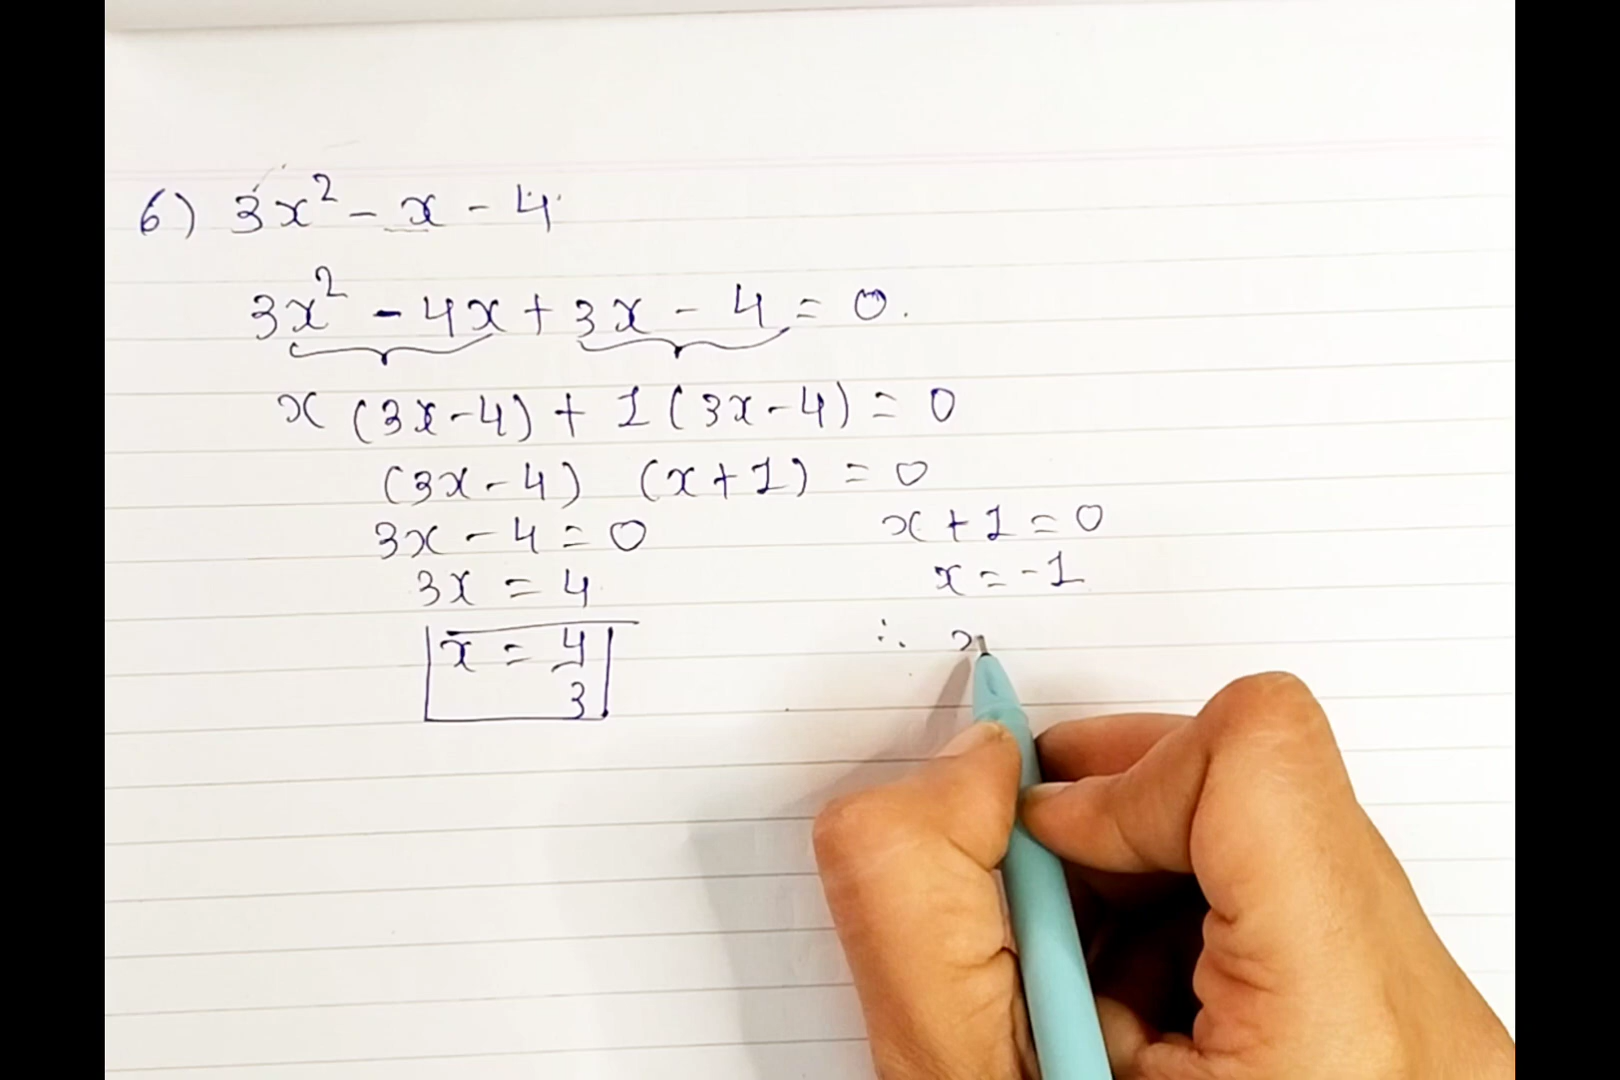 6) 3x² - x - 4
3x² - 4x + 3x - 4 = 0.
x (3x-4) + 1 (3x-4) = 0
(3x-4) (x+1) = 0
3x - 4 = 0
3x = 4
x = 4/3
x + 1 = 0
x = -1
∴ x